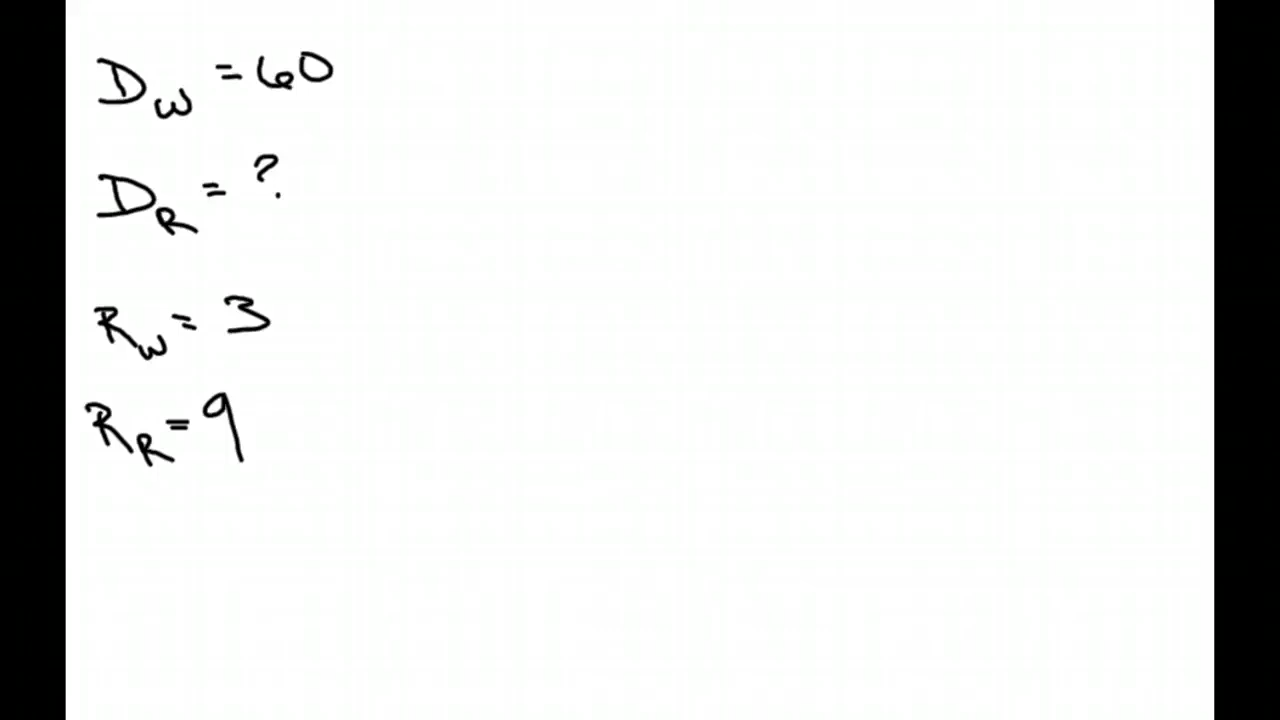 D_W = 60
D_R = ?
R_W = 3
R_R = 9